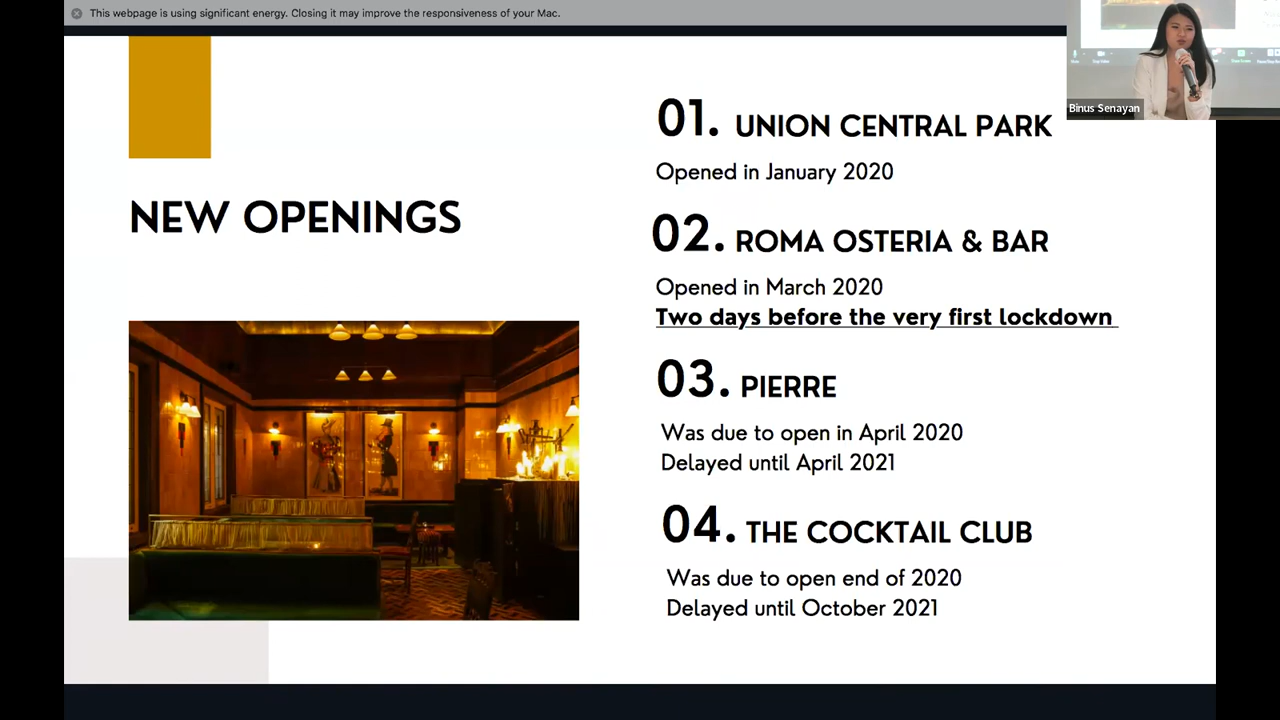 This webpage is using significant energy. Closing it may improve the responsiveness of your Mac.
Binus Senayan
NEW OPENINGS
01. UNION CENTRAL PARK
Opened in January 2020
02. ROMA OSTERIA & BAR
Opened in March 2020
Two days before the very first lockdown
03. PIERRE
Was due to open in April 2020
Delayed until April 2021
04. THE COCKTAIL CLUB
Was due to open end of 2020
Delayed until October 2021